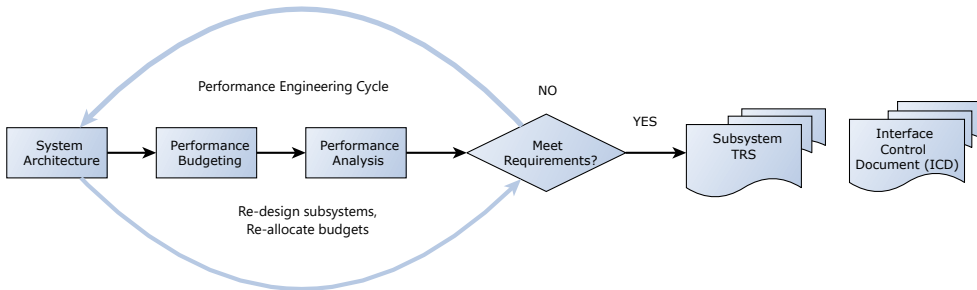 Performance Engineering Cycle
NO
YES
System
Architecture
Performance
Budgeting
Performance
Analysis
Meet
Requirements?
Subsystem
TRS
Interface
Control
Document (ICD)
Re-design subsystems,
Re-allocate budgets